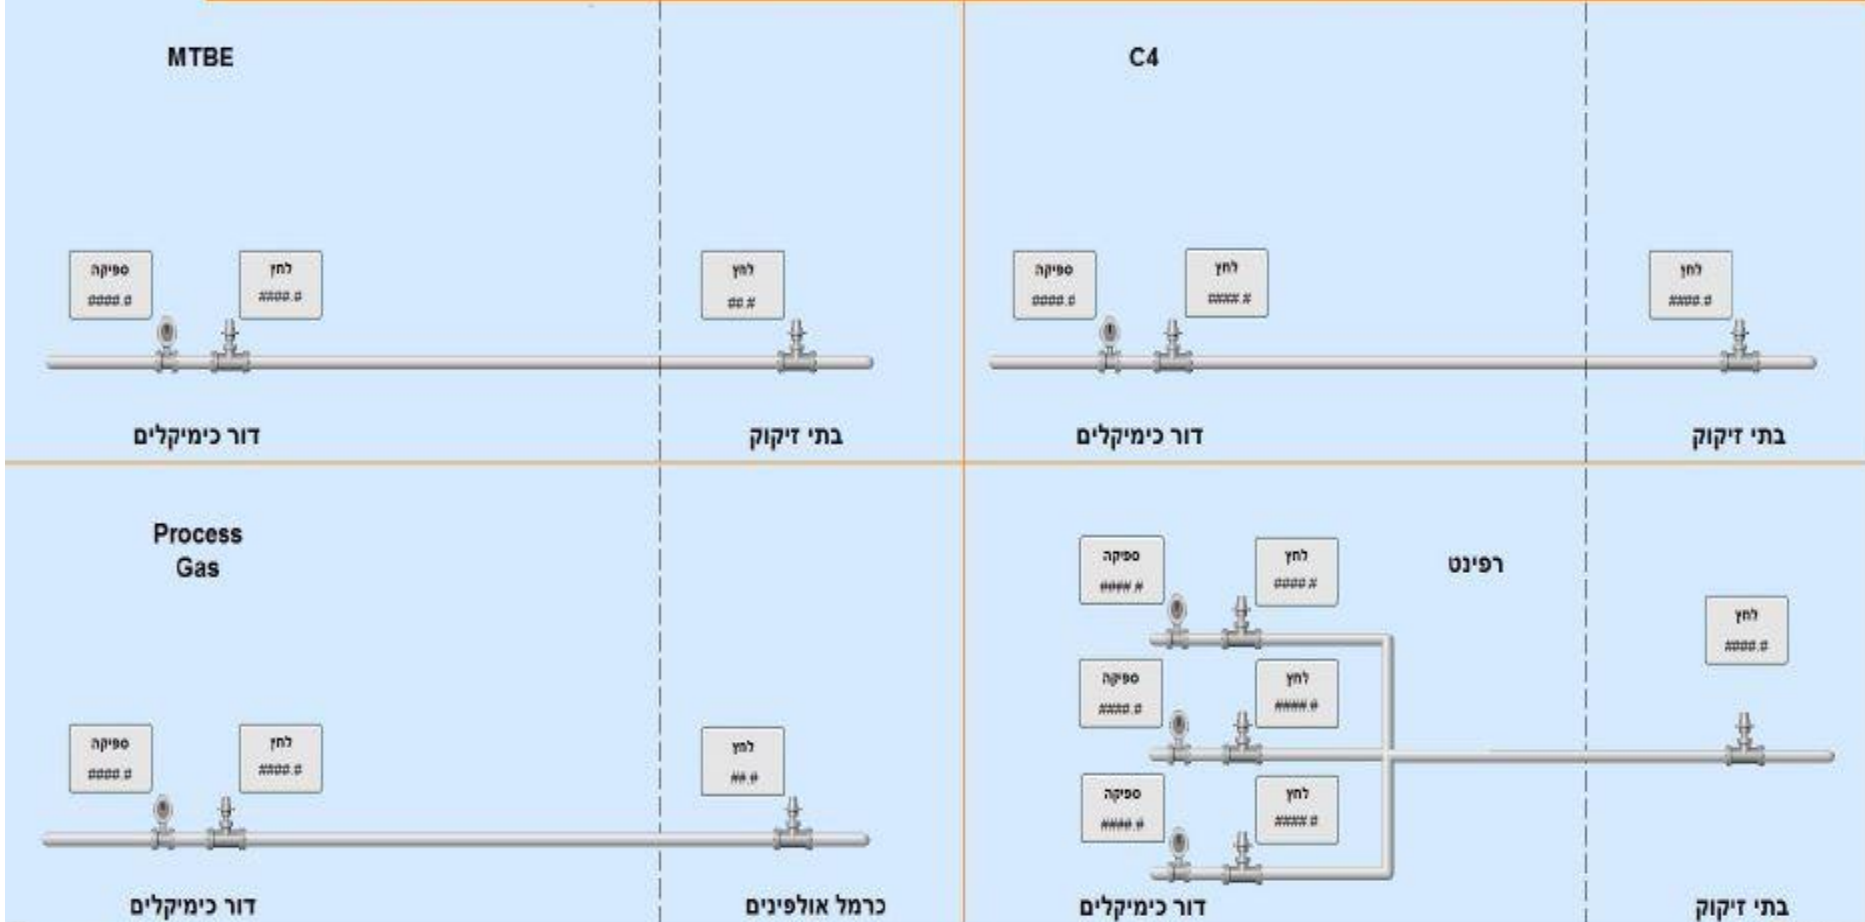 MTBE
ספיקה
####.#
לחץ
####.#
לחץ
##.#
דור כימיקלים
בתי זיקוק
C4
ספיקה
####.#
לחץ
####.#
לחץ
####.#
דור כימיקלים
בתי זיקוק
Process
Gas
ספיקה
####.#
לחץ
####.#
לחץ
##.#
דור כימיקלים
כרמל אולפינים
רפינט
ספיקה
####.#
לחץ
####.#
ספיקה
####.#
לחץ
####.#
ספיקה
####.#
לחץ
####.#
לחץ
####.#
דור כימיקלים
בתי זיקוק